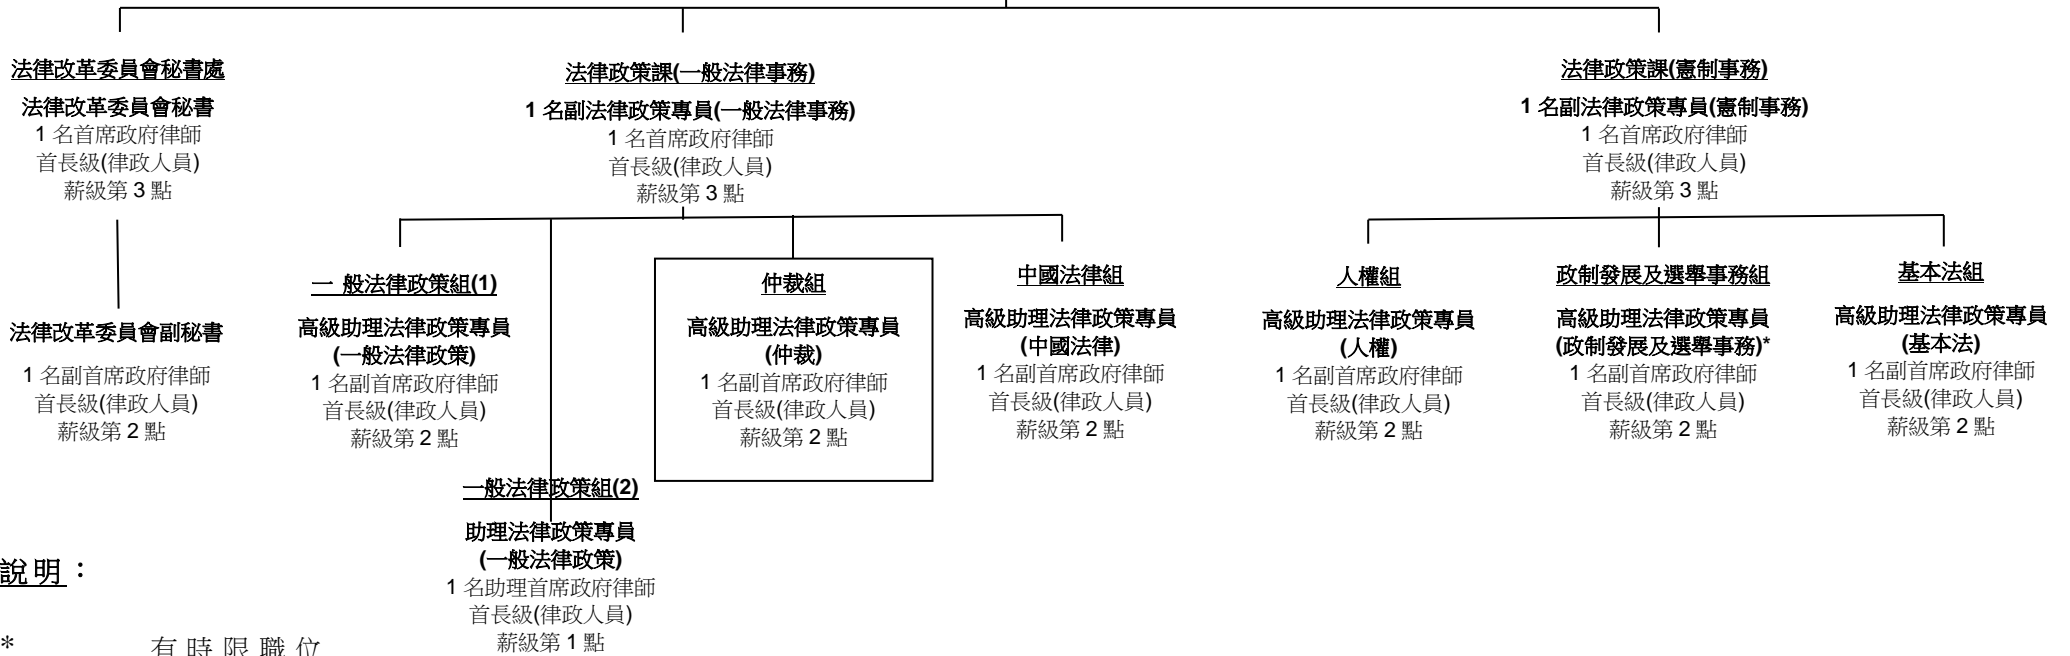 法律改革委員會秘書處
法律改革委員會秘書
1 名首席政府律師
首長級(律政人員)
薪級第 3 點
法律改革委員會副秘書
1 名副首席政府律師
首長級(律政人員)
薪級第 2 點
法律政策課(一般法律事務)
1 名副法律政策專員(一般法律事務)
1 名首席政府律師
首長級(律政人員)
薪級第 3 點
一 般法律政策組(1)
高級助理法律政策專員
(一般法律政策)
1 名副首席政府律師
首長級(律政人員)
薪級第 2 點
一般法律政策組(2)
助理法律政策專員
(一般法律政策)
1 名助理首席政府律師
首長級(律政人員)
薪級第 1 點
仲裁組
高級助理法律政策專員
(仲裁)
1 名副首席政府律師
首長級(律政人員)
薪級第 2 點
中國法律組
高級助理法律政策專員
(中國法律)
1 名副首席政府律師
首長級(律政人員)
薪級第 2 點
法律政策課(憲制事務)
1 名副法律政策專員(憲制事務)
1 名首席政府律師
首長級(律政人員)
薪級第 3 點
人權組
高級助理法律政策專員
(人權)
1 名副首席政府律師
首長級(律政人員)
薪級第 2 點
政制發展及選舉事務組
高級助理法律政策專員
(政制發展及選舉事務)*
1 名副首席政府律師
首長級(律政人員)
薪級第 2 點
基本法組
高級助理法律政策專員
(基本法)
1 名副首席政府律師
首長級(律政人員)
薪級第 2 點
說明：
* 有時限職位